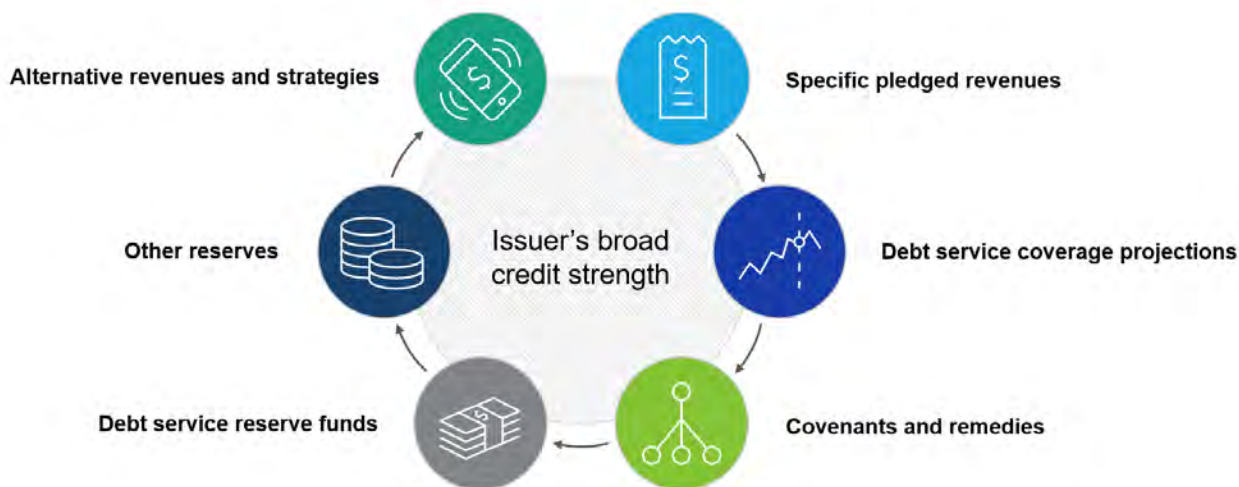 Alternative revenues and strategies
$
$
Specific pledged revenues
Other reserves
Issuer's broad
credit strength
Debt service coverage projections
Debt service reserve funds
$
Covenants and remedies